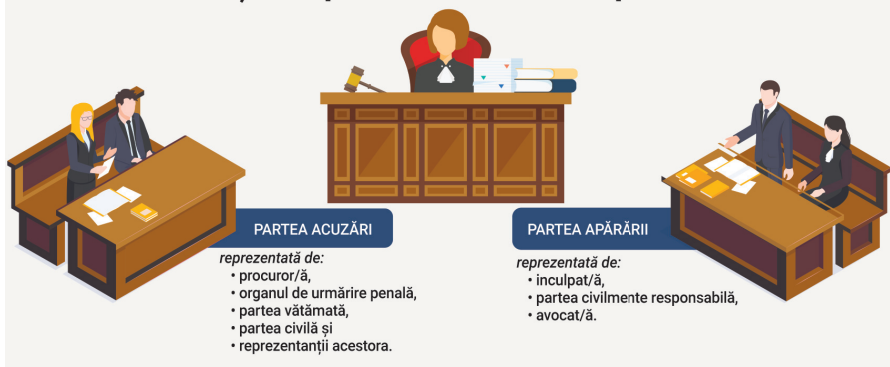 PARTEA ACUZĂRI
reprezentată de:
• procuror/ă,
• organul de urmărire penală,
• partea vătămată,
• partea civilă și
• reprezentanții acestora.
PARTEA APĂRĂRII
reprezentată de:
• inculpat/ă,
• partea civilmente responsabilă,
• avocat/ă.